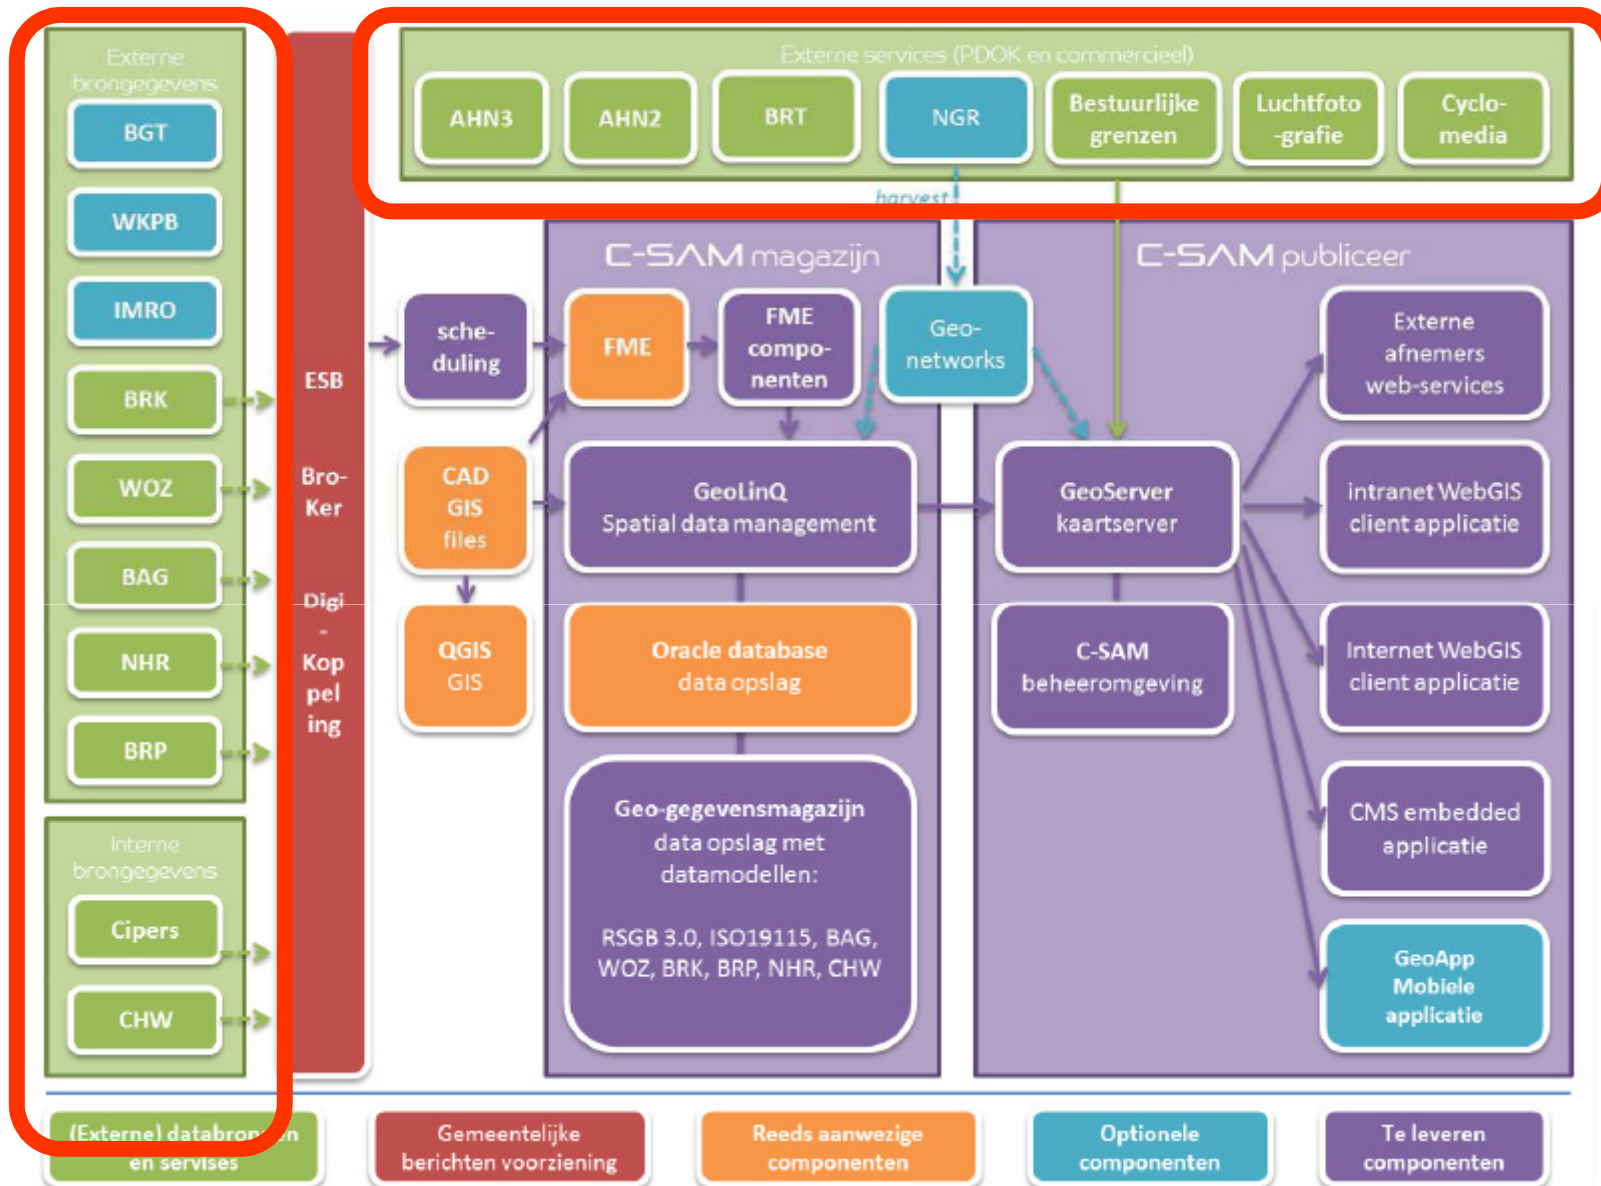 Externe
brongegevens
BGT
WKPB
IMRO
BRK
WOZ
BAG
NHR
BRP
Interne
brongegevens
Cipers
CHW
ESB
Bro-
Ker
Digi
-
Kop
pel
ing
Externe services (PDOK en commercieel)
AHN3
AHN2
BRT
NGR
Bestuurlijke
grenzen
Luchtfoto
-grafie
Cyclo-
media
harvest
sche-
duling
CAD
GIS
files
QGIS
GIS
C-SAM magazijn
FME
FME
compo-
nenten
Geo-
networks
GeoLinQ
Spatial data management
Oracle database
data opslag
Geo-gegevensmagazijn
data opslag met
datamodellen:
RSGB 3.0, ISO19115, BAG,
WOZ, BRK, BRP, NHR, CHW
C-SAM publiceer
GeoServer
kaartserver
C-SAM
beheeromgeving
Externe
afnemers
web-services
intranet WebGIS
client applicatie
Internet WebGIS
client applicatie
CMS embedded
applicatie
GeoApp
Mobiele
applicatie
(Externe) databronnen
en servises
Gemeentelijke
berichten voorziening
Reeds aanwezige
componenten
Optionele
componenten
Te leveren
componenten